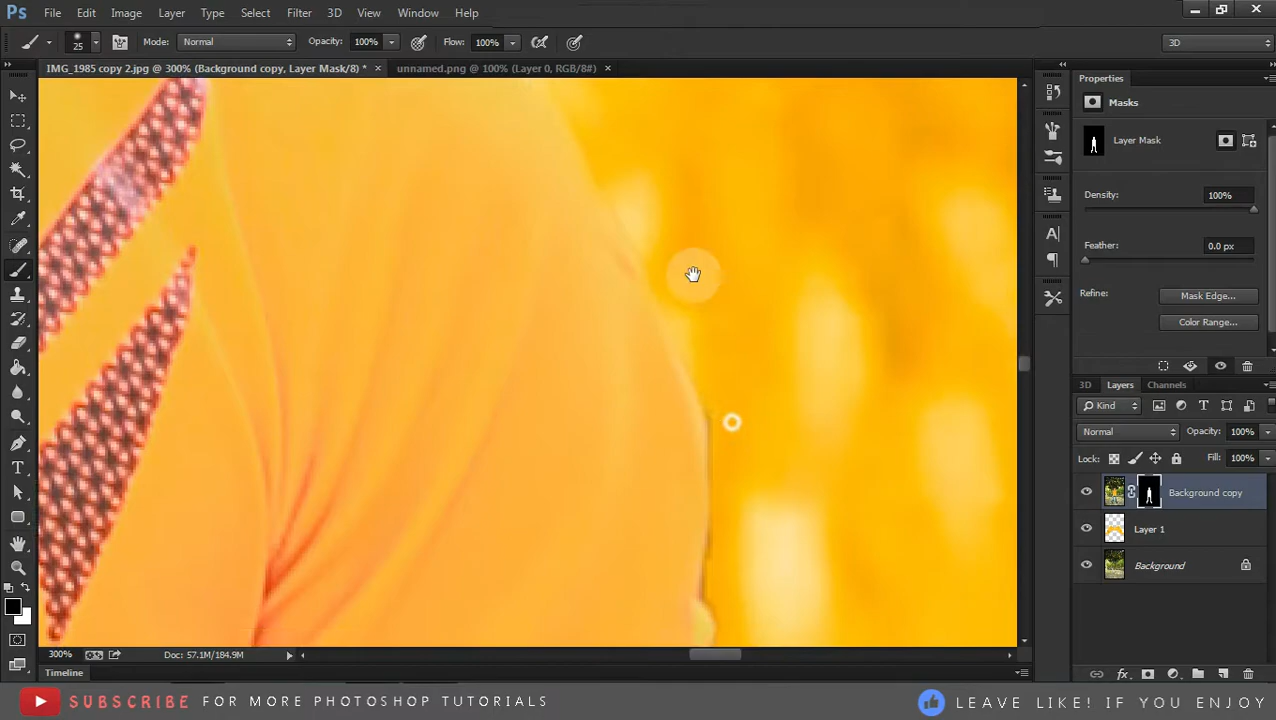 Ps File Edit Image Layer Type Select Filter 3D View Window Help
25 Mode: Normal Opacity: 100% Flow: 100% 3D
IMG_1985 copy 2.jpg @ 300% (Background copy, Layer Mask/8) * × unnamed.png @ 100% (Layer 0, RGB/8#) ×
Properties
Masks
Layer Mask
Density: 100%
Feather: 0.0 px
Refine: Mask Edge...
Color Range...
3D Layers Channels
Kind
Normal Opacity: 100%
Lock: Fill: 100%
Background copy
Layer 1
Background
300% Doc: 57.1M/184.9M
Timeline
SUBSCRIBE FOR MORE PHOTOSHOP TUTORIALS LEAVE LIKE! IF YOU ENJOY